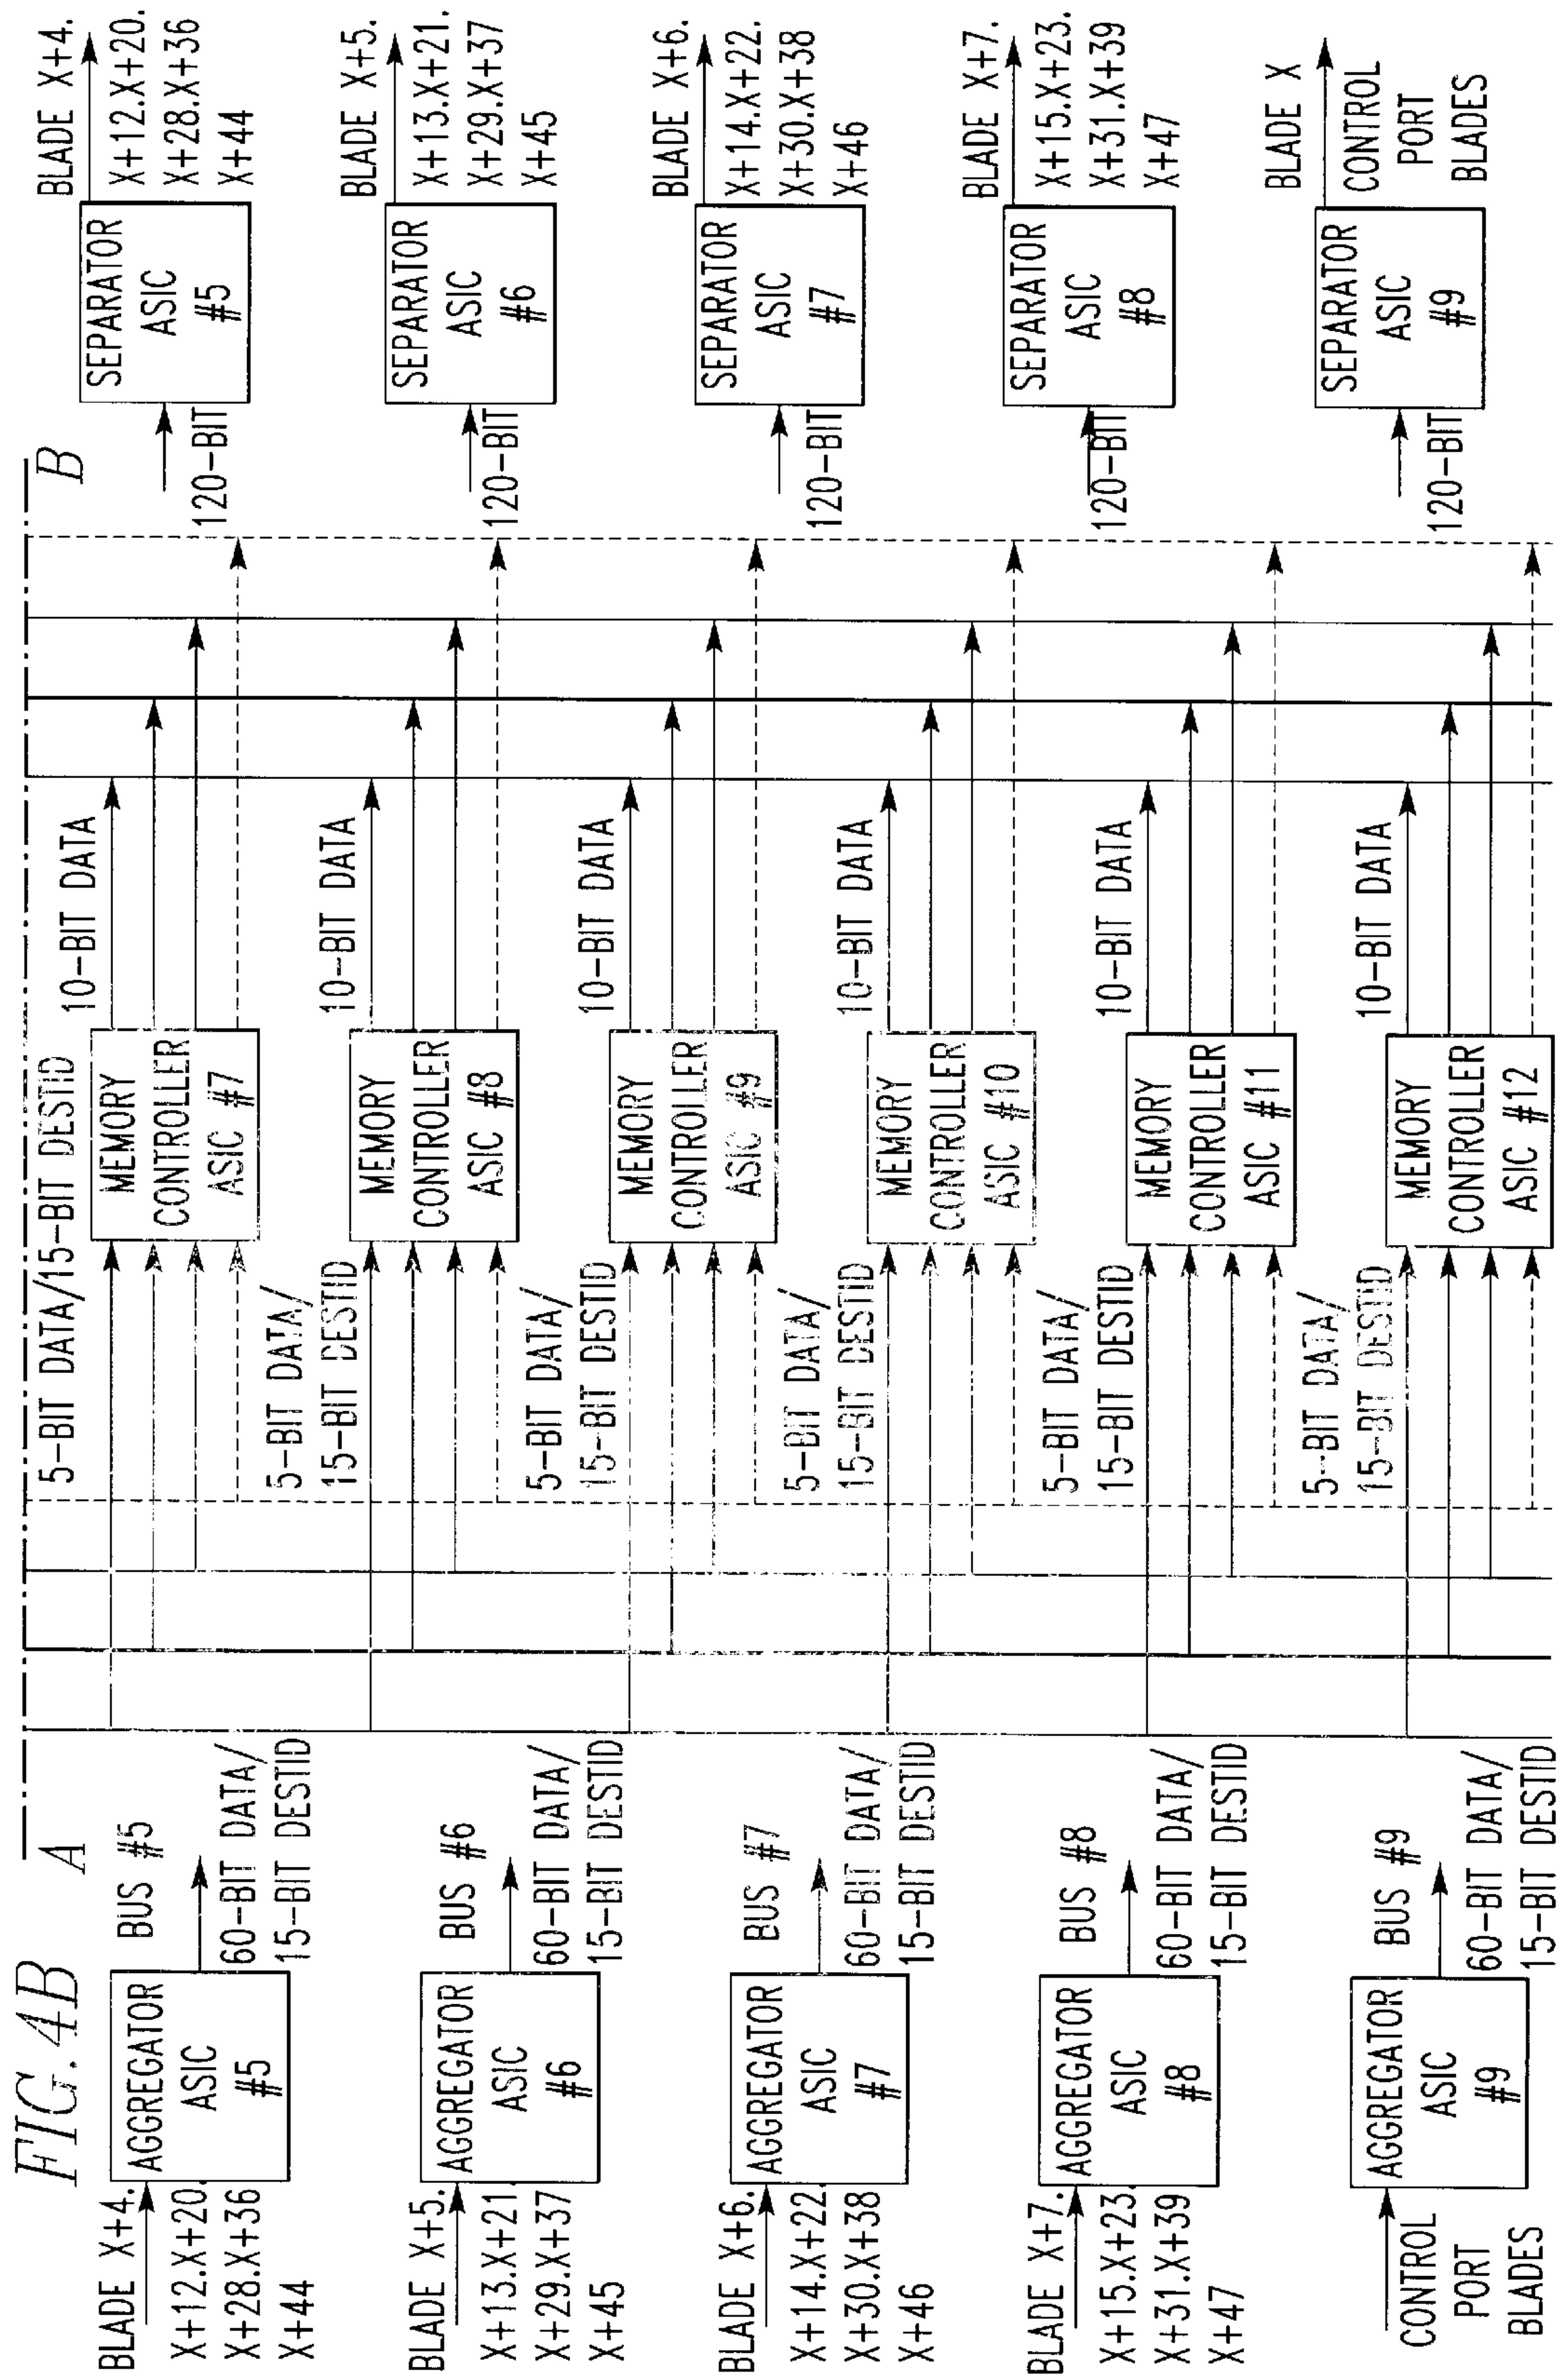 FIG. 4B
A
B
BLADE X+4.
X+12.X+20.
X+28.X+36
X+44
AGGREGATOR
ASIC
#5
BUS #5
60-BIT DATA/
15-BIT DESTID
BLADE X+5.
X+13.X+21.
X+29.X+37
X+45
AGGREGATOR
ASIC
#6
BUS #6
60-BIT DATA/
15-BIT DESTID
BLADE X+6.
X+14.X+22.
X+30.X+38
X+46
AGGREGATOR
ASIC
#7
BUS #7
60-BIT DATA/
15-BIT DESTID
BLADE X+7.
X+15.X+23.
X+31.X+39
X+47
AGGREGATOR
ASIC
#8
BUS #8
60-BIT DATA/
15-BIT DESTID
CONTROL
PORT
BLADES
AGGREGATOR
ASIC
#9
BUS #9
60-BIT DATA/
15-BIT DESTID
5-BIT DATA/15-BIT DESTID
MEMORY
CONTROLLER
ASIC #7
10-BIT DATA
5-BIT DATA/
15-BIT DESTID
MEMORY
CONTROLLER
ASIC #8
10-BIT DATA
5-BIT DATA/
15-BIT DESTID
MEMORY
CONTROLLER
ASIC #9
10-BIT DATA
5-BIT DATA/
15-BIT DESTID
MEMORY
CONTROLLER
ASIC #10
10-BIT DATA
5-BIT DATA/
15-BIT DESTID
MEMORY
CONTROLLER
ASIC #11
10-BIT DATA
5-BIT DATA/
15-BIT DESTID
MEMORY
CONTROLLER
ASIC #12
10-BIT DATA
120-BIT
SEPARATOR
ASIC
#5
BLADE X+4.
X+12.X+20.
X+28.X+36
X+44
120-BIT
SEPARATOR
ASIC
#6
BLADE X+5.
X+13.X+21.
X+29.X+37
X+45
120-BIT
SEPARATOR
ASIC
#7
BLADE X+6.
X+14.X+22.
X+30.X+38
X+46
120-BIT
SEPARATOR
ASIC
#8
BLADE X+7.
X+15.X+23.
X+31.X+39
X+47
120-BIT
SEPARATOR
ASIC
#9
BLADE X
CONTROL
PORT
BLADES